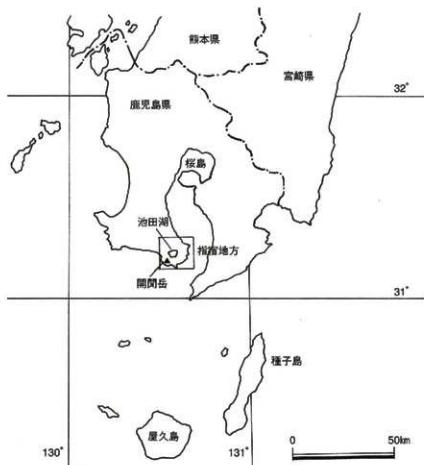 熊本県
宮崎県
32°
鹿児島県
桜島
池田湖
指宿地方
開聞岳
31°
種子島
屋久島
130°
131°
0 50km